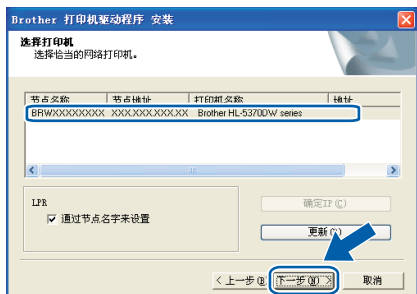 Brother 打印机驱动程序 安装
选择打印机
选择恰当的网络打印机。
节点名称 节点地址 打印机名称 地址
BRWXXXXXXXX XXX.XXX.XXX.XX Brother HL-5370DW series
LPR
通过节点名字来设置
确定IP(C)
更新
<上一步(B) 下一步(N)> 取消